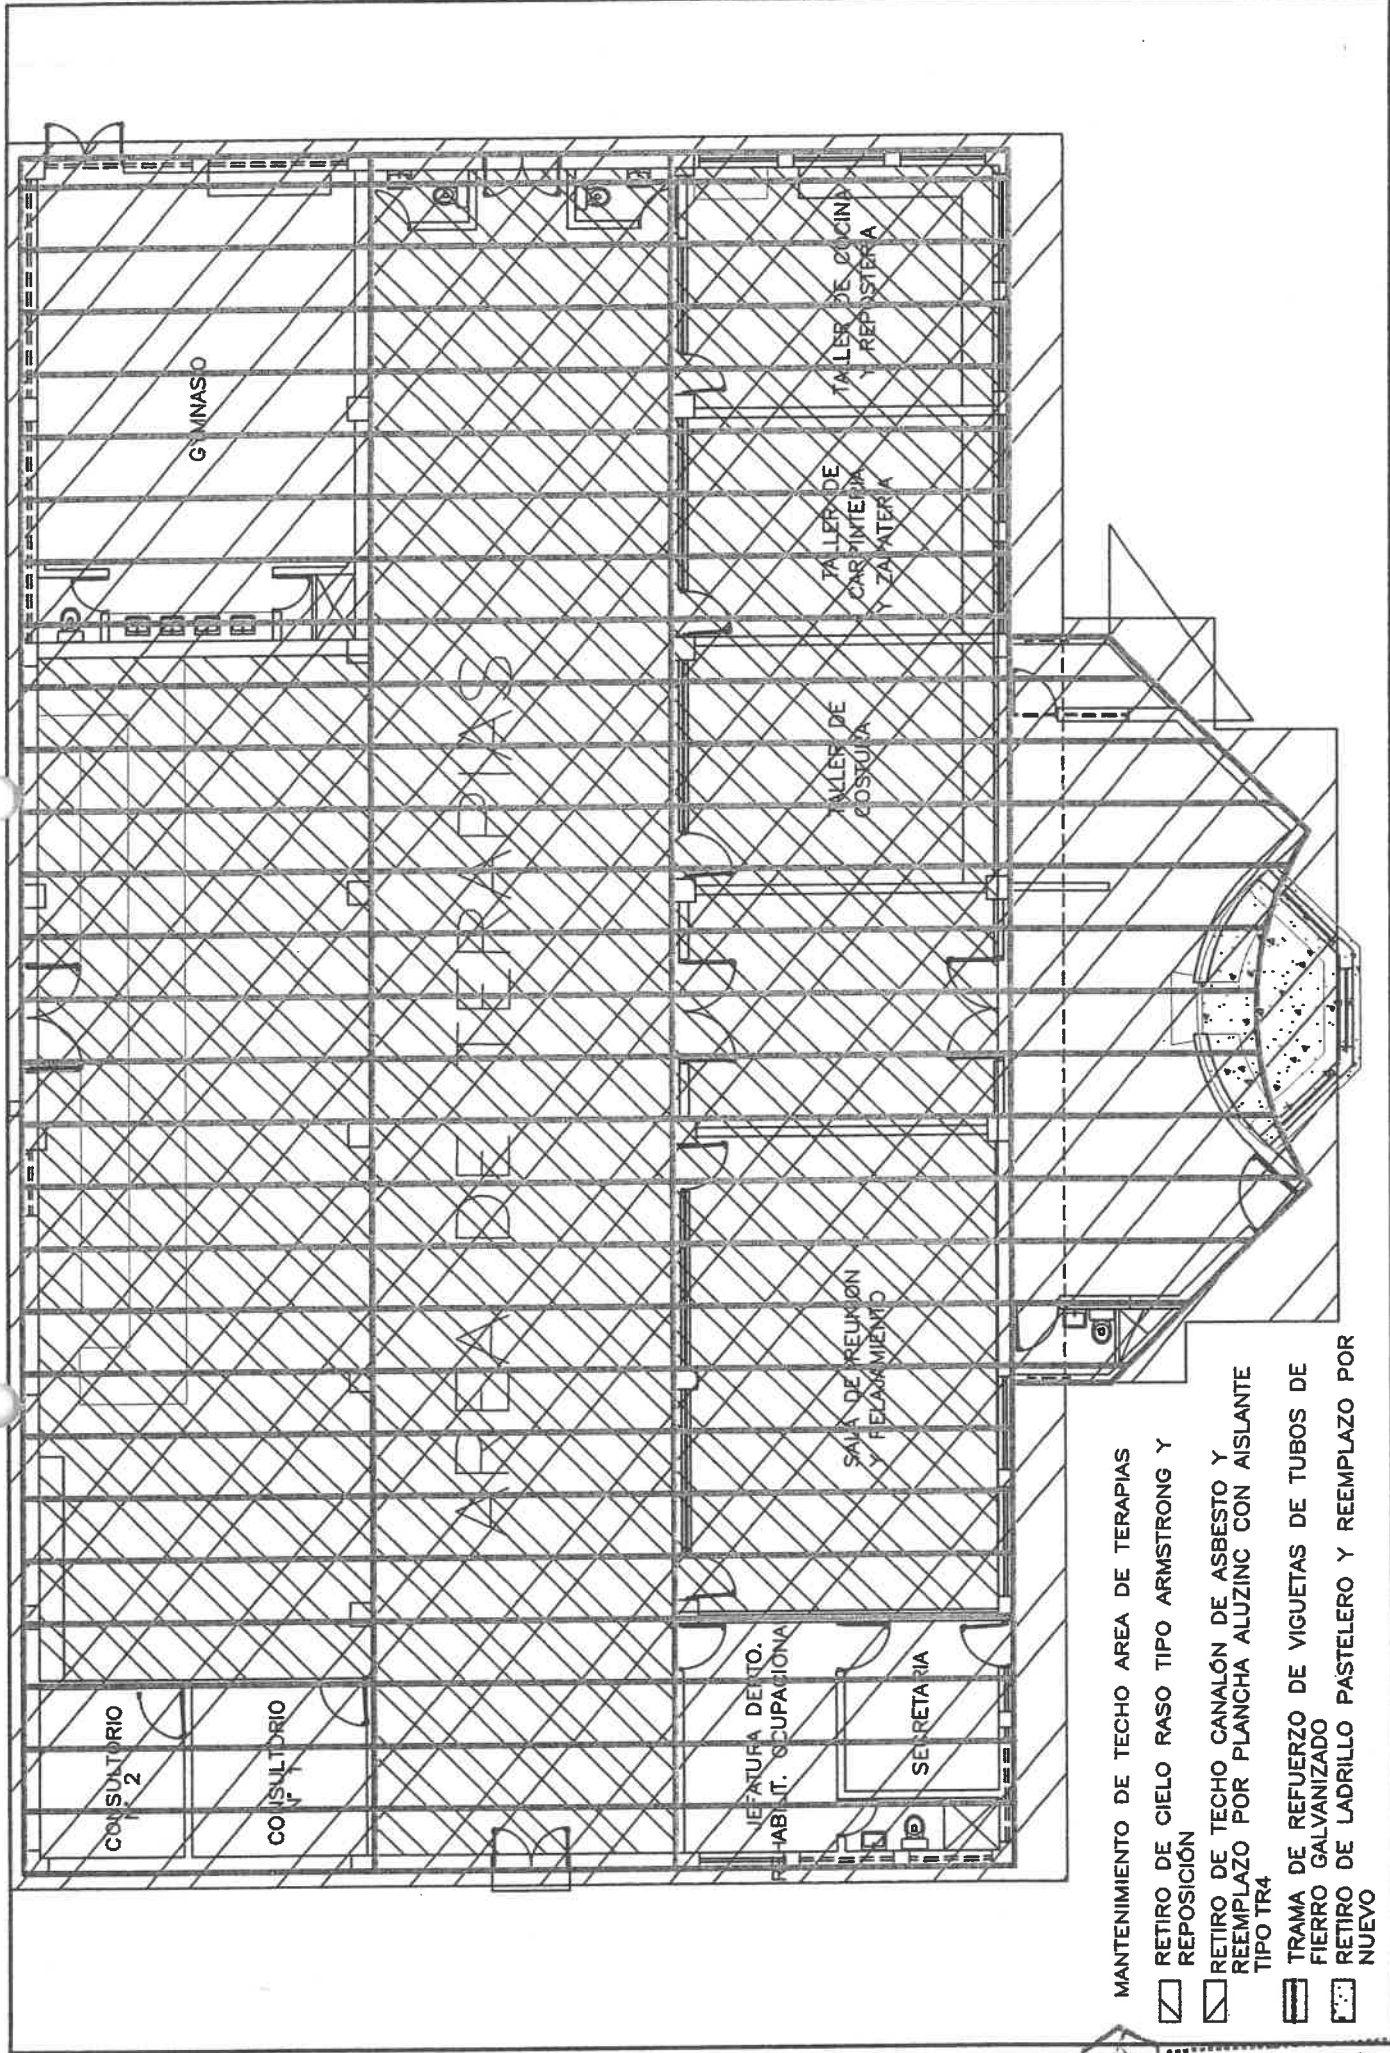 GYMNASIO
TALLER DE COCINA
Y REPOSTERIA
TALLER DE
CARPINTERIA
Y ZAPATERIA
TALLER DE
COSTURA
AREA DE TERAPIAS
SALA DE REUNION
Y RELAJAMIENTO
CONSULTORIO
N° 2
CONSULTORIO
N° 1
JEFATURA DEPTO.
REHABILIT. OCUPACIONAL
SECRETARIA
MANTENIMIENTO DE TECHO AREA DE TERAPIAS
RETIRO DE CIELO RASO TIPO ARMSTRONG Y
REPOSICIÓN
RETIRO DE TECHO CANALÓN DE ASBESTO Y
REEMPLAZO POR PLANCHA ALUZINC CON AISLANTE
TIPO TR4
TRAMA DE REFUERZO DE VIGUETAS DE TUBOS DE
FIERRO GALVANIZADO
RETIRO DE LADRILLO PASTELERO Y REEMPLAZO POR
NUEVO